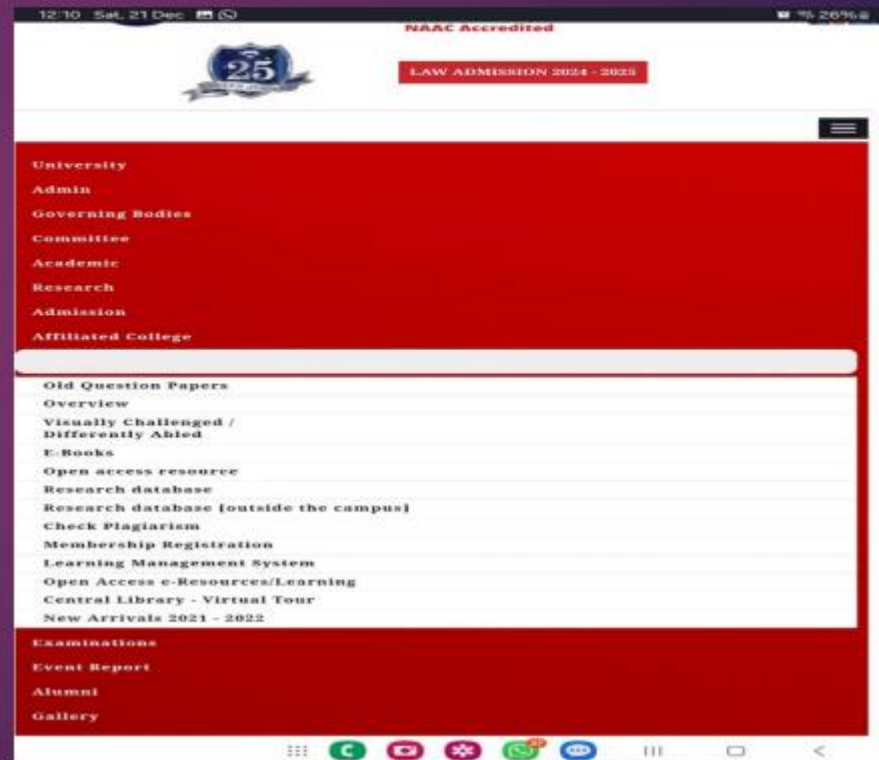 12:10 Sat, 21 Dec
26%
NAAC Accredited
25
LAW ADMISSION 2024 - 2025
University
Admin
Governing Bodies
Committee
Academic
Research
Admission
Affiliated College
Old Question Papers
Overview
Visually Challenged /
Differently Abled
E-Books
Open access resource
Research database
Research database [outside the campus]
Check Plagiarism
Membership Registration
Learning Management System
Open Access e-Resources/Learning
Central Library - Virtual Tour
New Arrivals 2021 - 2022
Examinations
Event Report
Alumni
Gallery